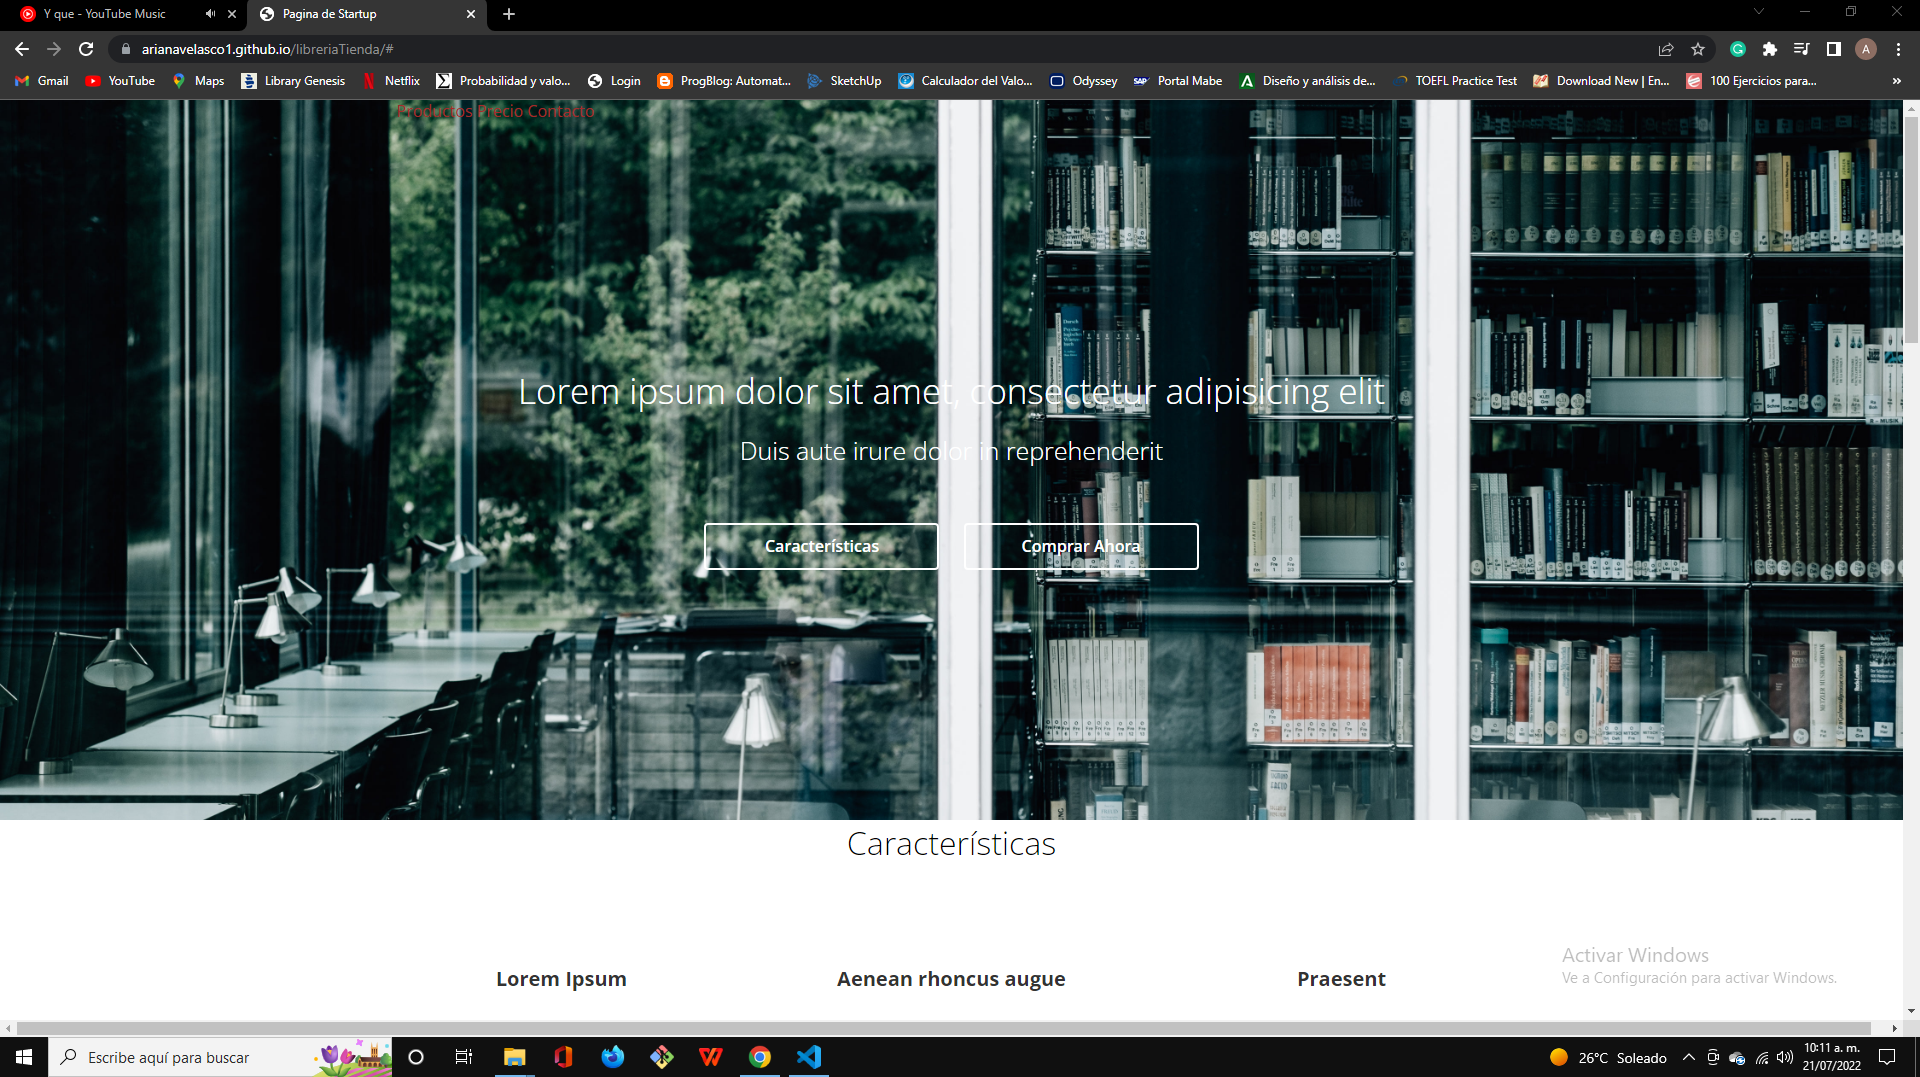 Y que - YouTube Music
Pagina de Startup
arianavelasco1.github.io/libreriaTienda/#
A
Gmail
YouTube
Maps
Library Genesis
Netflix
Probabilidad y valo...
Login
ProgBlog: Automat...
SketchUp
Calculador del Valo...
Odyssey
Portal Mabe
Diseño y análisis de...
TOEFL Practice Test
Download New | En...
100 Ejercicios para...
»
Productos Precio Contacto
Lorem ipsum dolor sit amet, consectetur adipisicing elit
Duis aute irure dolor in reprehenderit
Características
Comprar Ahora
Características
Lorem Ipsum
Aenean rhoncus augue
Praesent
Activar Windows
Ve a Configuración para activar Windows.
Escribe aquí para buscar
26°C Soleado
10:11 a. m.
21/07/2022